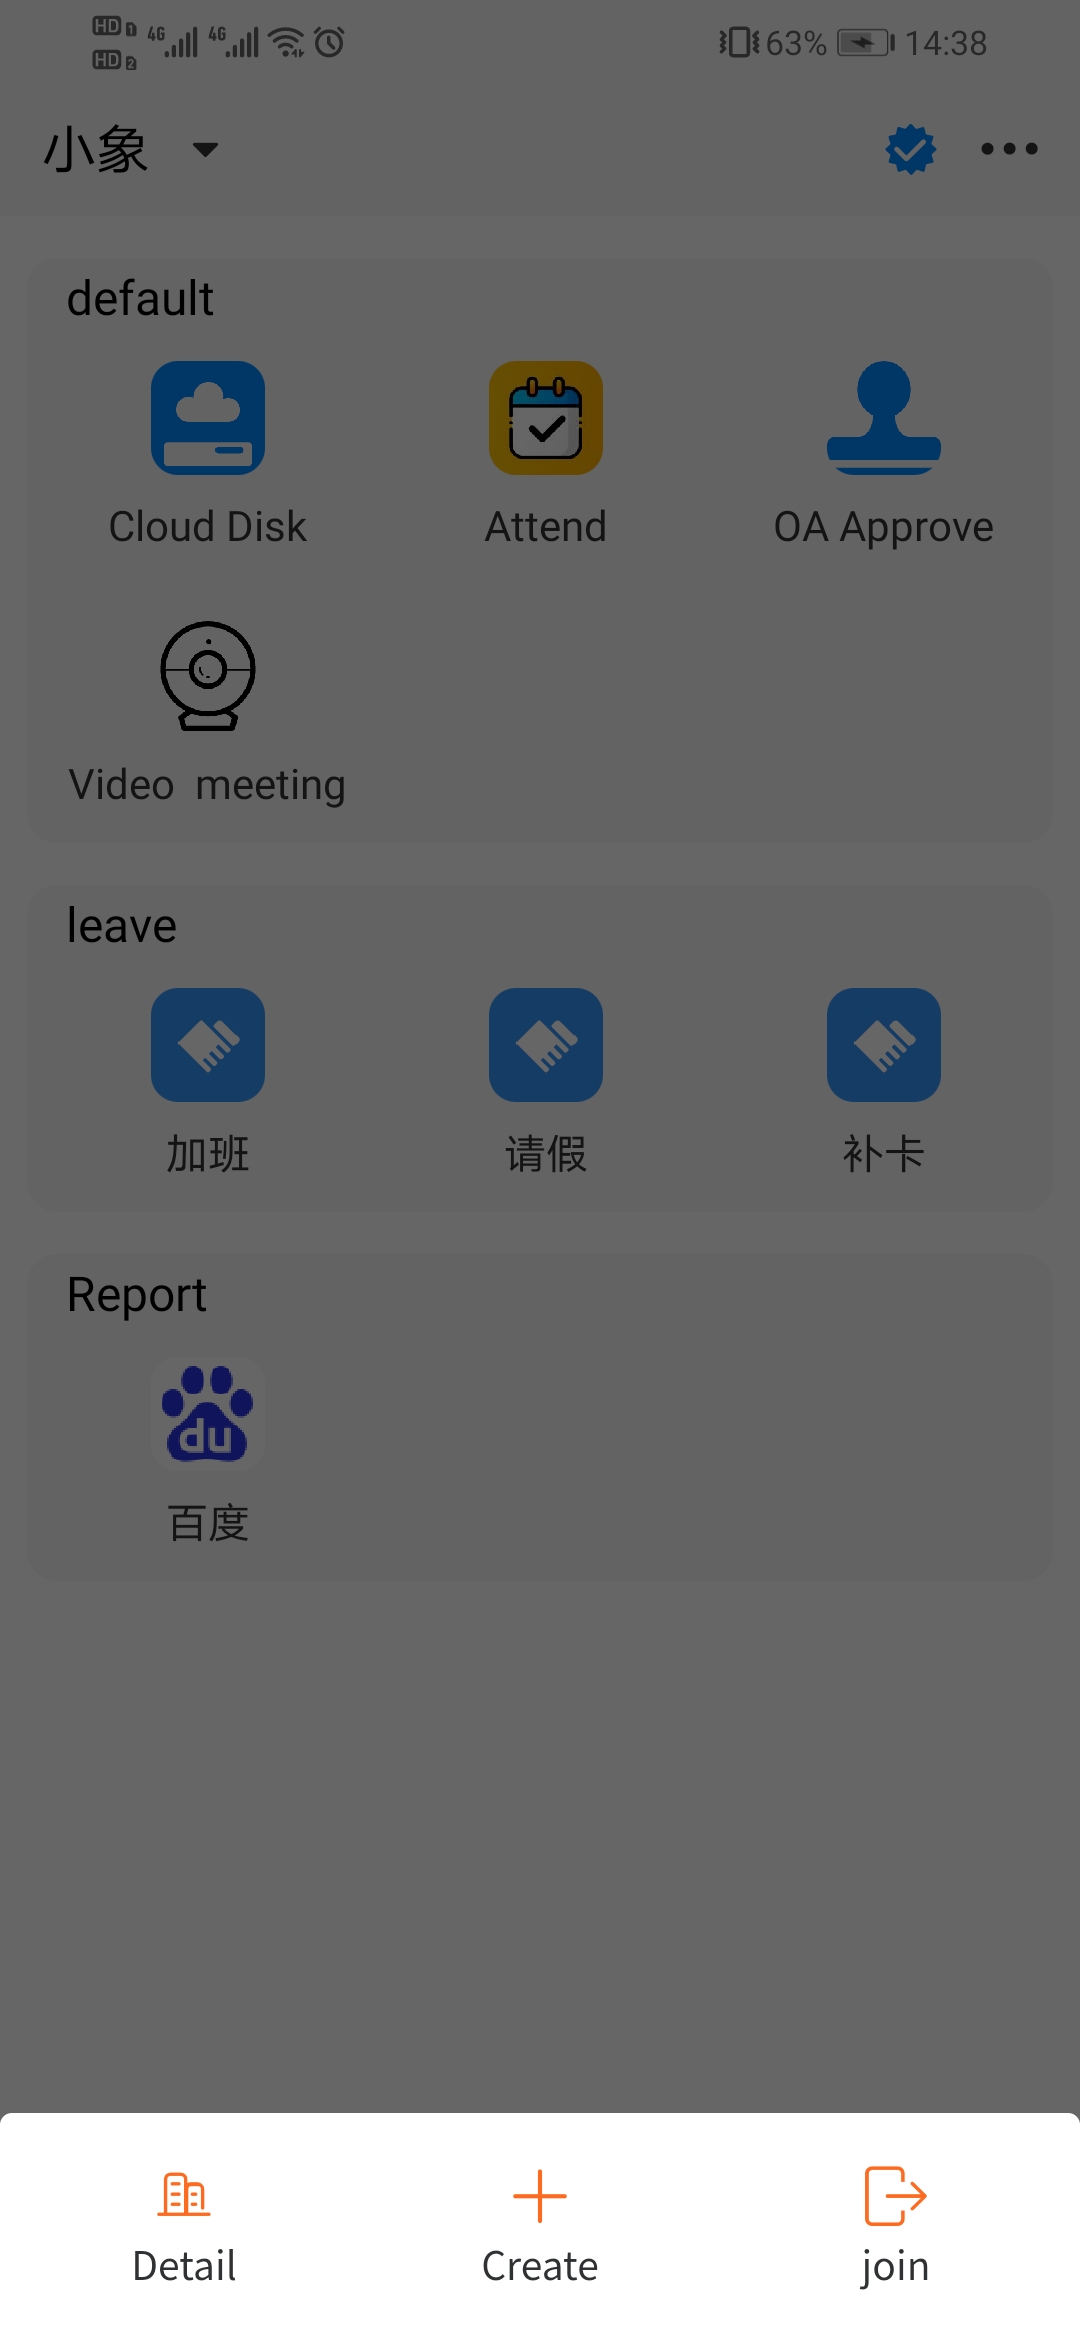 HD 1 4G 4G 63% 14:38
HD 2
小象
default
Cloud Disk Attend OA Approve
Video meeting
leave
加班 请假 补卡
Report
du
百度
Detail Create join